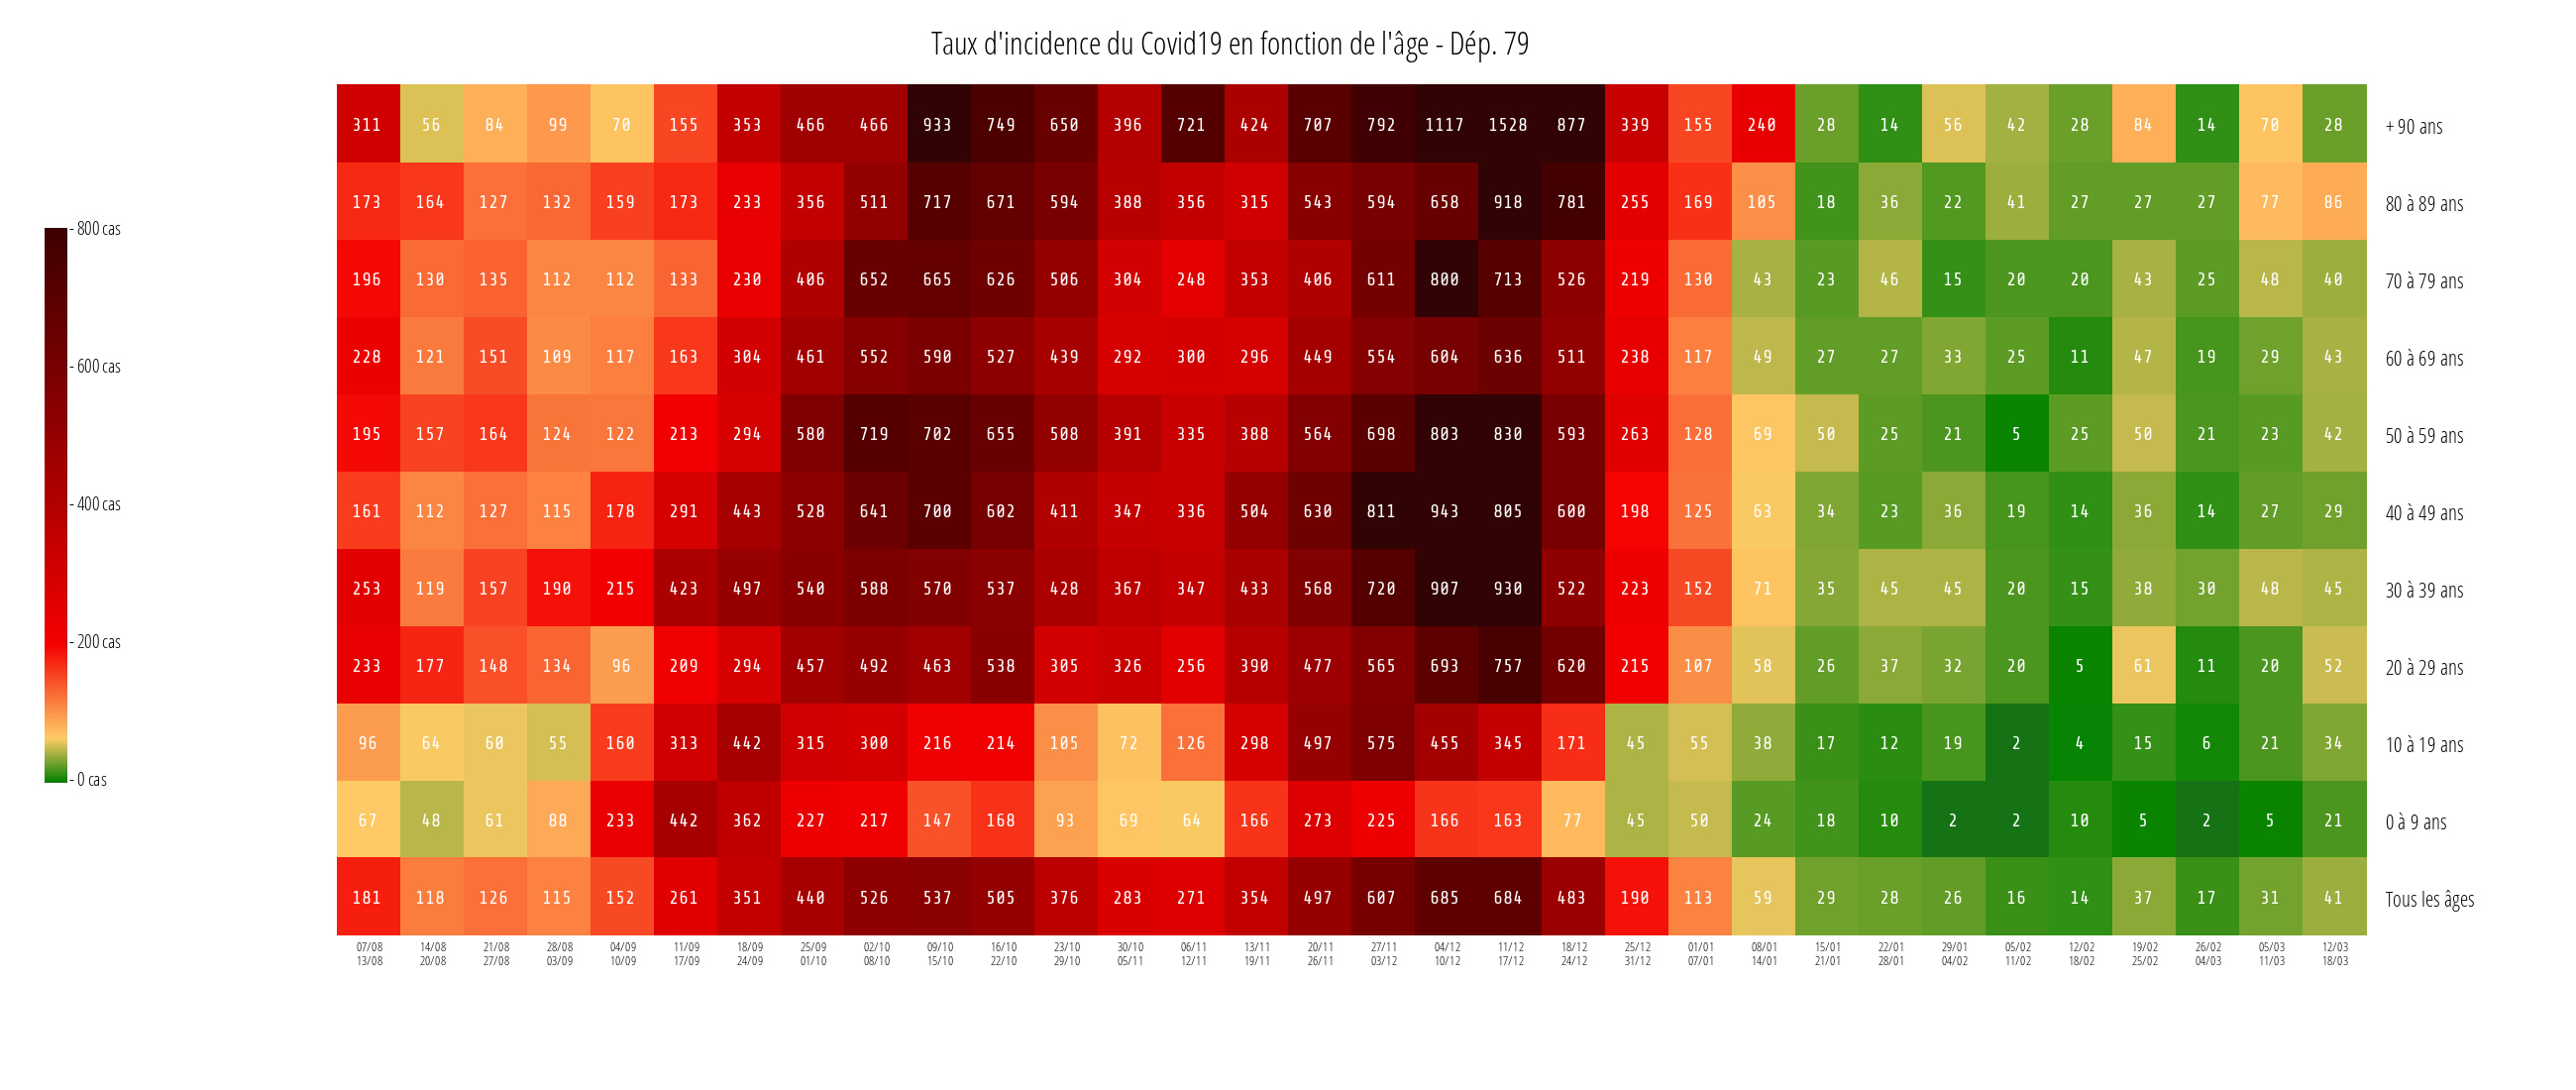 Taux d'incidence du Covid19 en fonction de l'âge - Dép. 79
311 56 84 99 70 155 353 466 466 933 749 650 396 721 424 707 792 1117 1528 877 339 155 240 28 14 56 42 28 84 14 70 28 + 90 ans
173 164 127 132 159 173 233 356 511 717 671 594 388 356 315 543 594 658 918 781 255 169 105 18 36 22 41 27 27 27 77 86 80 à 89 ans
196 130 135 112 112 133 230 406 652 665 626 506 304 248 353 406 611 800 713 526 219 130 43 23 46 15 20 20 43 25 48 40 70 à 79 ans
228 121 151 109 117 163 304 461 552 590 527 439 292 300 296 449 554 604 636 511 238 117 49 27 27 33 25 11 47 19 29 43 60 à 69 ans
195 157 164 124 122 213 294 580 719 702 655 508 391 335 388 564 698 803 830 593 263 128 69 50 25 21 5 25 50 21 23 42 50 à 59 ans
161 112 127 115 178 291 443 528 641 700 602 411 347 336 504 630 811 943 805 600 198 125 63 34 23 36 19 14 36 14 27 29 40 à 49 ans
253 119 157 190 215 423 497 540 588 570 537 428 367 347 433 568 720 907 930 522 223 152 71 35 45 45 20 15 38 30 48 45 30 à 39 ans
233 177 148 134 96 209 294 457 492 463 538 305 326 256 390 477 565 693 757 620 215 107 58 26 37 32 20 5 61 11 20 52 20 à 29 ans
96 64 60 55 160 313 442 315 300 216 214 105 72 126 298 497 575 455 345 171 45 55 38 17 12 19 2 4 15 6 21 34 10 à 19 ans
67 48 61 88 233 442 362 227 217 147 168 93 69 64 166 273 225 166 163 77 45 50 24 18 10 2 2 10 5 2 5 21 0 à 9 ans
181 118 126 115 152 261 351 440 526 537 505 376 283 271 354 497 607 685 684 483 190 113 59 29 28 26 16 14 37 17 31 41 Tous les âges
07/08 14/08 21/08 28/08 04/09 11/09 18/09 25/09 02/10 09/10 16/10 23/10 30/10 06/11 13/11 20/11 27/11 04/12 11/12 18/12 25/12 01/01 08/01 15/01 22/01 29/01 05/02 12/02 19/02 26/02 05/03 12/03
13/08 20/08 27/08 03/09 10/09 17/09 24/09 01/10 08/10 15/10 22/10 29/10 05/11 12/11 19/11 26/11 03/12 10/12 17/12 24/12 31/12 07/01 14/01 21/01 28/01 04/02 11/02 18/02 25/02 04/03 11/03 18/03
- 800 cas
- 600 cas
- 400 cas
- 200 cas
- 0 cas